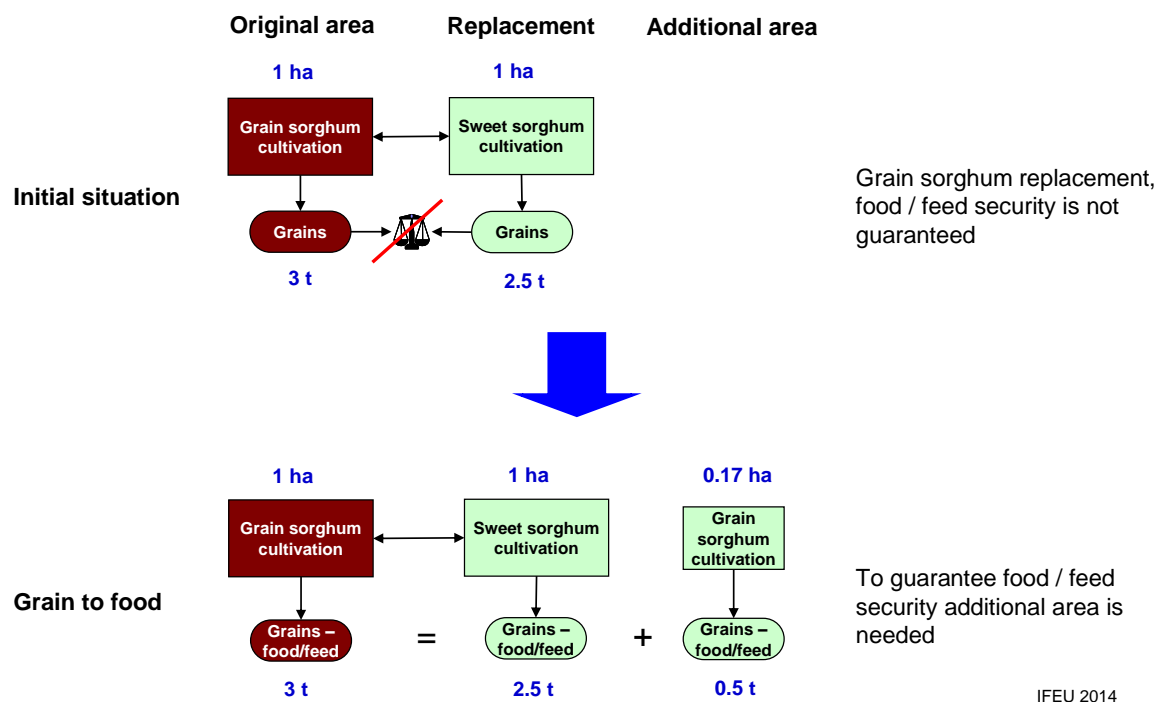 Original area
Replacement
Additional area
1 ha
1 ha
Grain sorghum
cultivation
Sweet sorghum
cultivation
Initial situation
Grain sorghum replacement,
food / feed security is not
guaranteed
Grains
Grains
3 t
2.5 t
1 ha
1 ha
0.17 ha
Grain sorghum
cultivation
Sweet sorghum
cultivation
Grain
sorghum
cultivation
Grain to food
To guarantee food / feed
security additional area is
needed
Grains –
food/feed
=
Grains –
food/feed
+
Grains –
food/feed
3 t
2.5 t
0.5 t
IFEU 2014